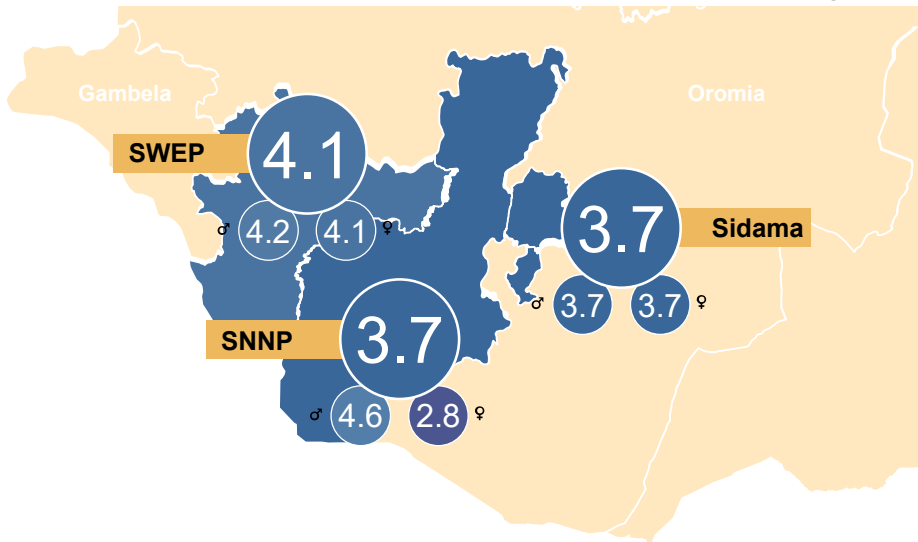 Gambela
Oromia
SWEP
4.1
♂ 4.2 4.1 ♀
3.7
Sidama
♂ 3.7 3.7 ♀
SNNP
3.7
♂ 4.6 2.8 ♀